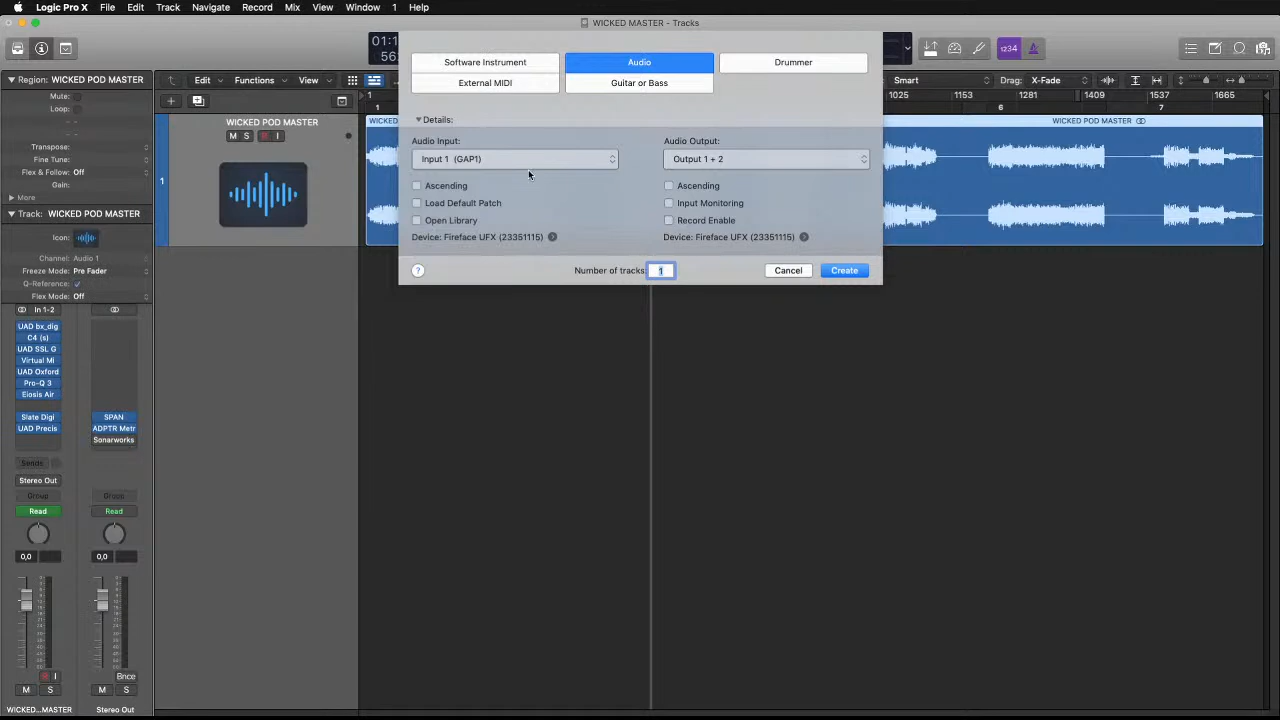 Logic Pro X File Edit Track Navigate Record Mix View Window 1 Help
WICKED MASTER - Tracks
Software Instrument Audio Drummer
External MIDI Guitar or Bass
Details:
Audio Input: Audio Output:
Input 1 (GAP1) Output 1 + 2
Ascending Ascending
Load Default Patch Input Monitoring
Open Library Record Enable
Device: Fireface UFX (23351115) Device: Fireface UFX (23351115)
? Number of tracks: 1 Cancel Create
1234
Region: WICKED POD MASTER
Edit Functions View
Smart Drag: X-Fade
Mute:
Loop:
Transpose:
Fine Tune:
Flex & Follow: Off
Gain:
More
1 1025 1153 1281 1409 1537 1665
1 6 7
WICKED POD MASTER
M S R I
1
WICKED POD MASTER
Track: WICKED POD MASTER
Icon:
Channel: Audio 1
Freeze Mode: Pre Fader
Q-Reference:
Flex Mode: Off
In 1-2
UAD bx_dig
C4 (s)
UAD SSL G
Virtual Mi
UAD Oxford
Pro-Q 3
Eiosis Air
Slate Digi SPAN
UAD Precis ADPTR Metr
Sonarworks
Sends
Stereo Out
Group Group
Read Read
0,0 0,0
R I Bnce
M S M S
WICKED...MASTER Stereo Out